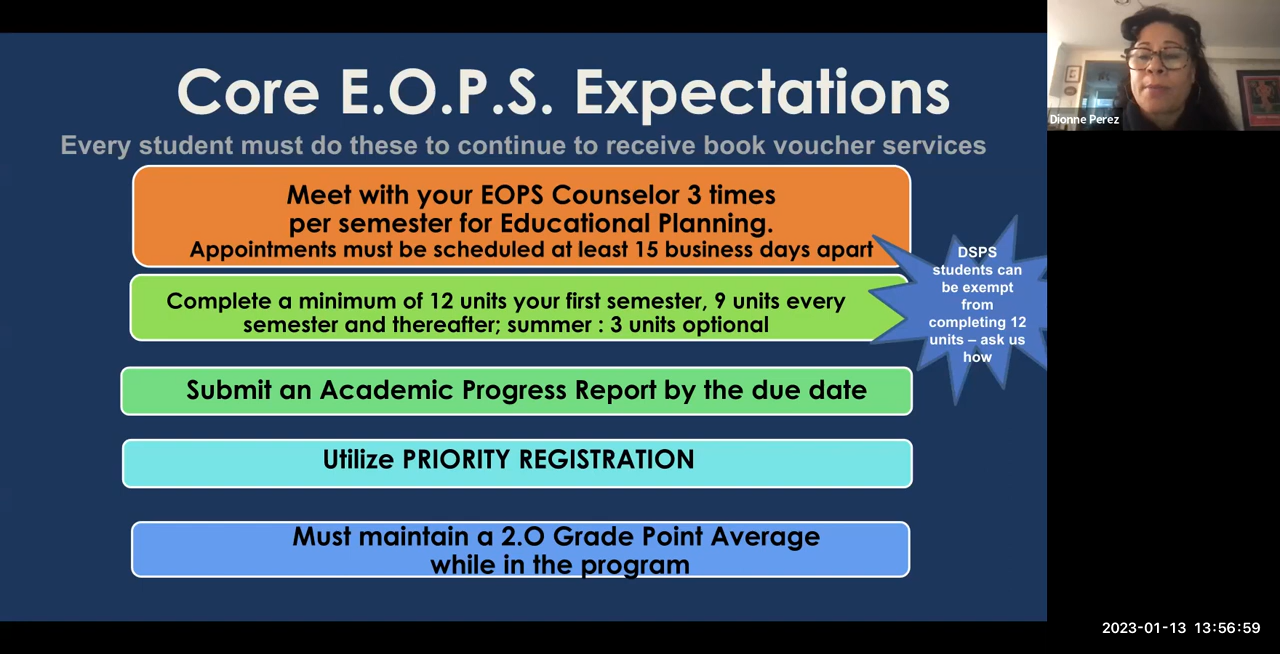 Core E.O.P.S. Expectations
Every student must do these to continue to receive book voucher services
Meet with your EOPS Counselor 3 times
per semester for Educational Planning.
Appointments must be scheduled at least 15 business days apart
Complete a minimum of 12 units your first semester, 9 units every
semester and thereafter; summer : 3 units optional
DSPS
students can
be exempt
from
completing 12
units – ask us
how
Submit an Academic Progress Report by the due date
Utilize PRIORITY REGISTRATION
Must maintain a 2.O Grade Point Average
while in the program
Dionne Perez
2023-01-13 13:56:59